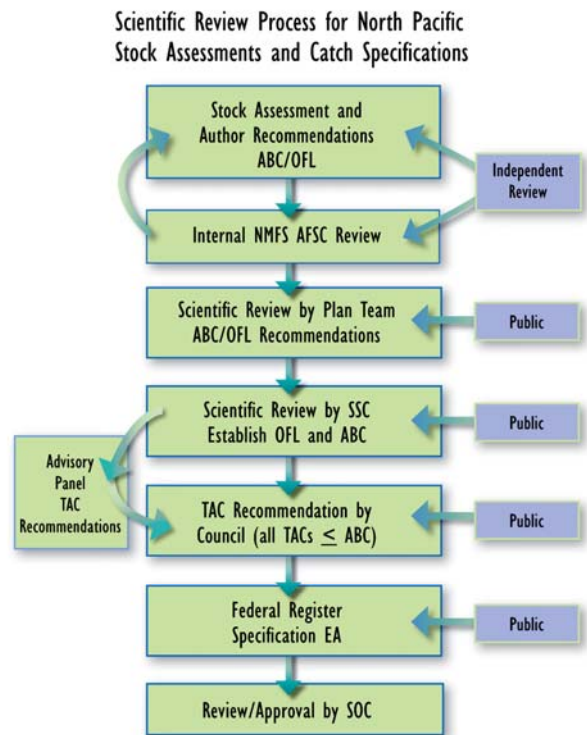 Scientific Review Process for North Pacific
Stock Assessments and Catch Specifications
Stock Assessment and
Author Recommendations
ABC/OFL
Independent
Review
Internal NMFS AFSC Review
Scientific Review by Plan Team
ABC/OFL Recommendations
Public
Scientific Review by SSC
Establish OFL and ABC
Public
Advisory
Panel
TAC
Recommendations
TAC Recommendation by
Council (all TACs ≤ ABC)
Public
Federal Register
Specification EA
Public
Review/Approval by SOC